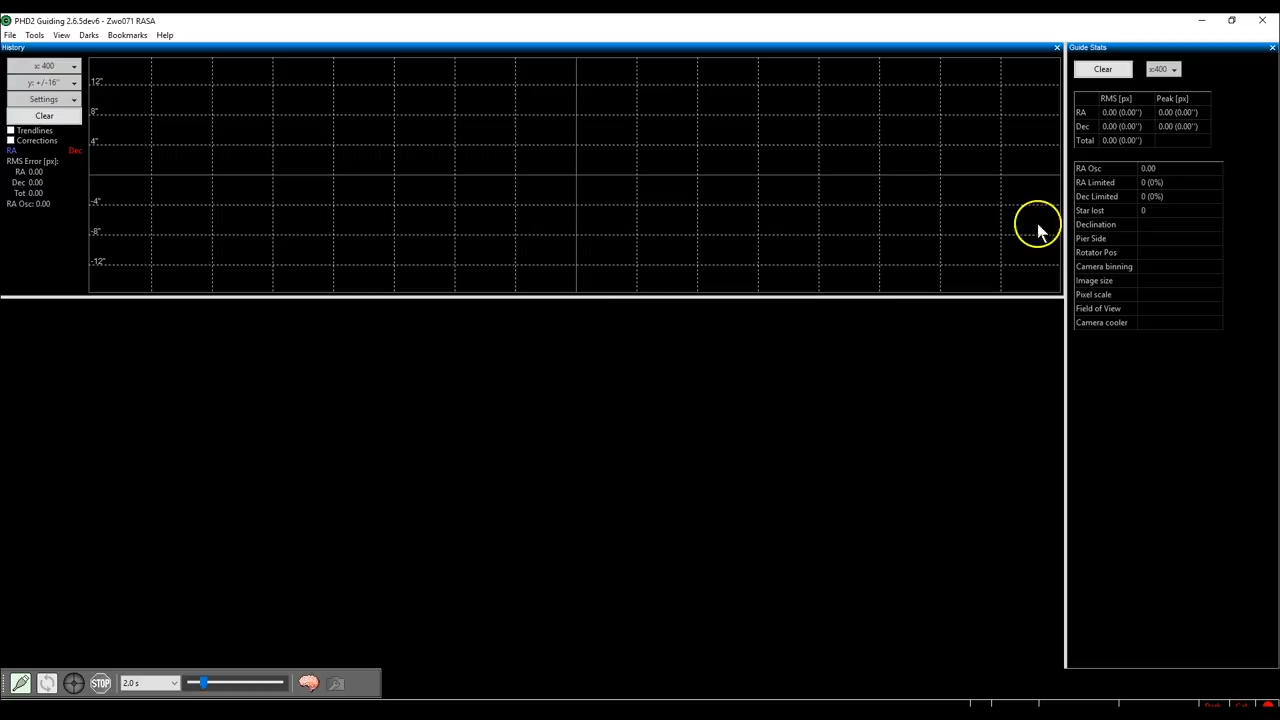 PHD2 Guiding 2.6.5dev6 - Zwo071 RASA
File Tools View Darks Bookmarks Help
History
Guide Stats
x: 400
y: +/-16"
Settings
Clear
Trendlines
Corrections
RA Dec
RMS Error [px]:
RA 0.00
Dec 0.00
Tot 0.00
RA Osc: 0.00
12"
8"
4"
-4"
-8"
-12"
Clear x:400
RMS [px] Peak [px]
RA 0.00 (0.00") 0.00 (0.00")
Dec 0.00 (0.00") 0.00 (0.00")
Total 0.00 (0.00")
RA Osc 0.00
RA Limited 0 (0%)
Dec Limited 0 (0%)
Star lost 0
Declination
Pier Side
Rotator Pos
Camera binning
Image size
Pixel scale
Field of View
Camera cooler
STOP 2.0 s